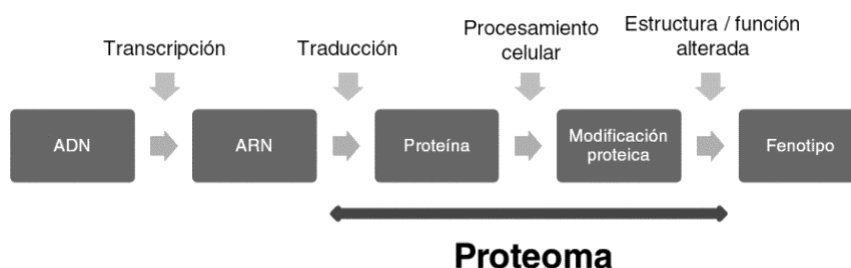 Transcripción
Traducción
Procesamiento
celular
Estructura / función
alterada
ADN
ARN
Proteína
Modificación
proteica
Fenotipo
Proteoma